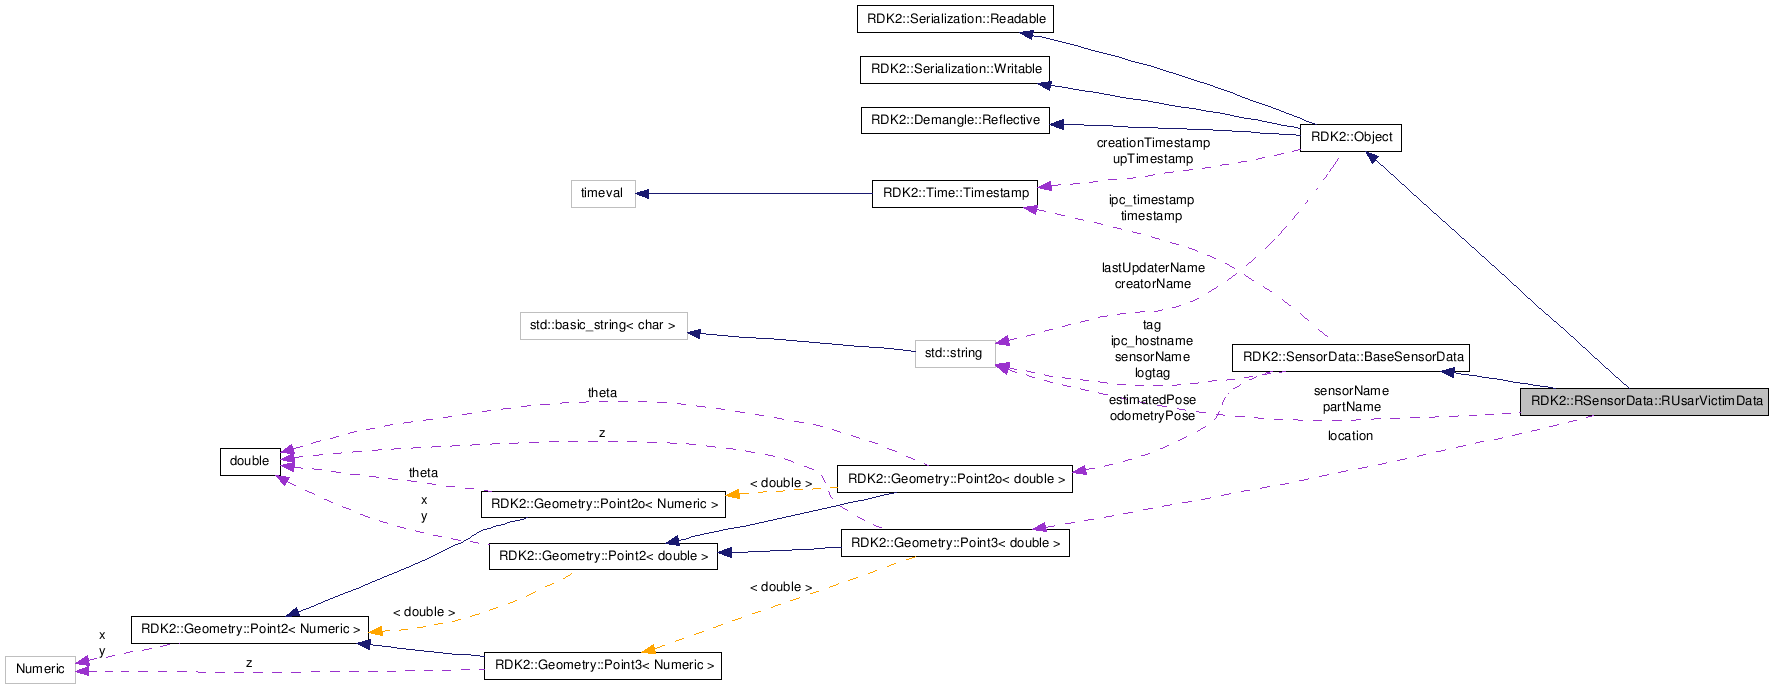 RDK2::Serialization::Readable
RDK2::Serialization::Writable
RDK2::Demangle::Reflective
RDK2::Object
creationTimestamp
upTimestamp
timeval
RDK2::Time::Timestamp
ipc_timestamp
timestamp
lastUpdaterName
creatorName
std::basic_string< char >
tag
ipc_hostname
sensorName
logtag
std::string
RDK2::SensorData::BaseSensorData
estimatedPose
odometryPose
sensorName
partName
RDK2::RSensorData::RUsarVictimData
location
theta
z
double
theta
x
y
< double >
RDK2::Geometry::Point2o< double >
RDK2::Geometry::Point2o< Numeric >
RDK2::Geometry::Point2< double >
RDK2::Geometry::Point3< double >
< double >
< double >
RDK2::Geometry::Point2< Numeric >
x
y
z
Numeric
RDK2::Geometry::Point3< Numeric >